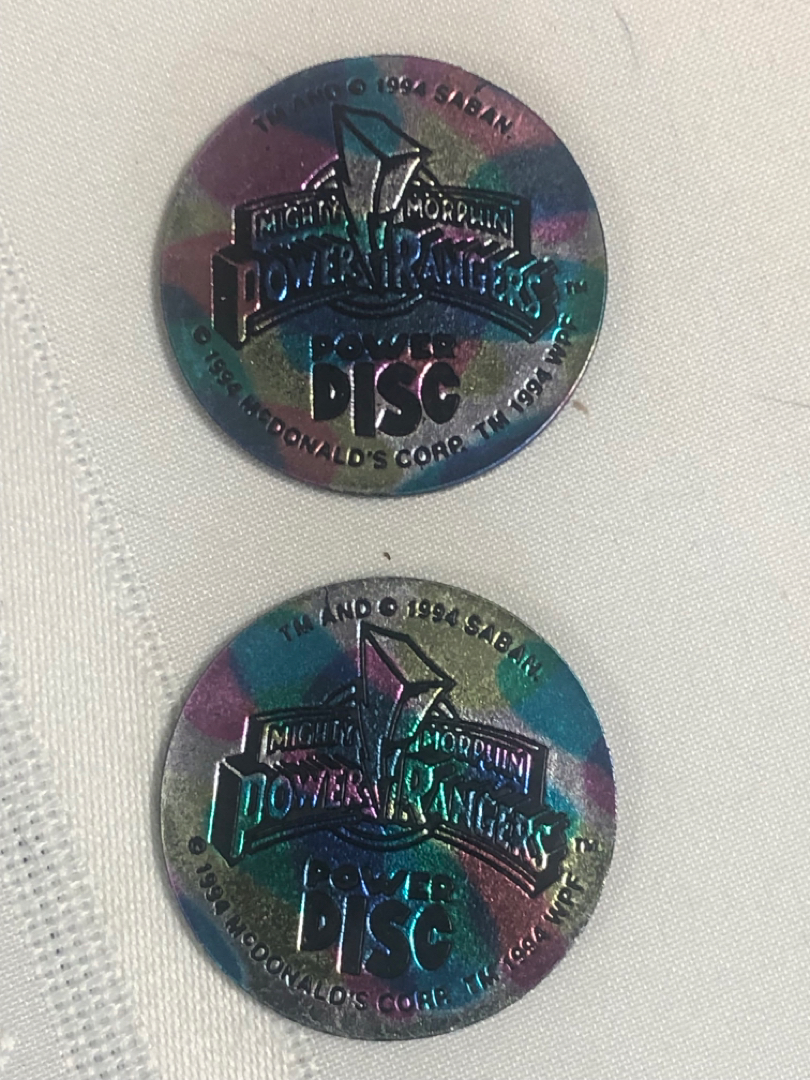 TM AND © 1994 SABAN.
MIGHTY MORPHIN
POWER RANGERS TM
POWER
DISC
© 1994 McDONALD'S CORP. TM 1994 WPF
TM AND © 1994 SABAN.
MIGHTY MORPHIN
POWER RANGERS TM
POWER
DISC
© 1994 McDONALD'S CORP. TM 1994 WPF